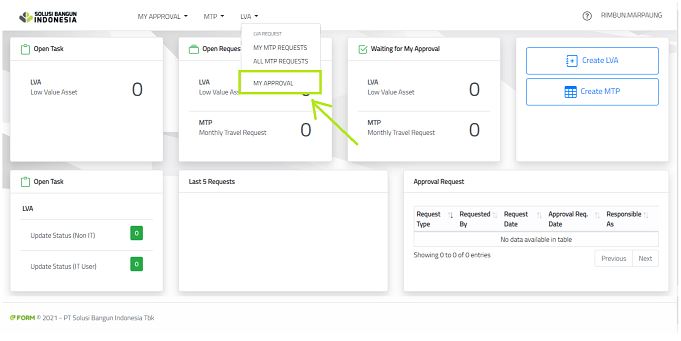 SOLUSI BANGUN
INDONESIA
MY APPROVAL
MTP
LVA
RIMBUN.MARPAUNG
LVA REQUEST
MY MTP REQUESTS
ALL MTP REQUESTS
MY APPROVAL
Open Task
LVA
Low Value Asset
0
Open Reques
LVA
Low Value Asse
0
MTP
Monthly Travel Request
0
Waiting for My Approval
LVA
Low Value Asset
0
MTP
Monthly Travel Request
0
Create LVA
Create MTP
Open Task
LVA
Update Status (Non IT)
0
Update Status (IT User)
0
Last 5 Requests
Approval Request
Request Type
Requested By
Request Date
Approval Req. Date
Responsible As
No data available in table
Showing 0 to 0 of 0 entries
Previous
Next
FORM © 2021 - PT Solusi Bangun Indonesia Tbk